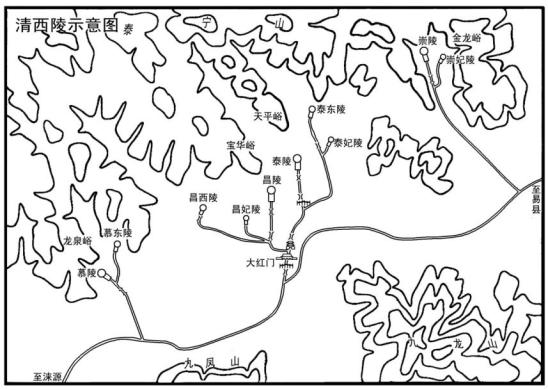 清西陵示意图
泰宁山
崇陵
金龙峪
崇妃陵
天平峪
泰东陵
泰妃陵
宝华峪
泰陵
昌陵
昌西陵
昌妃陵
至易县
慕东陵
龙泉峪
慕陵
大红门
九龙山
九凤山
至涞源